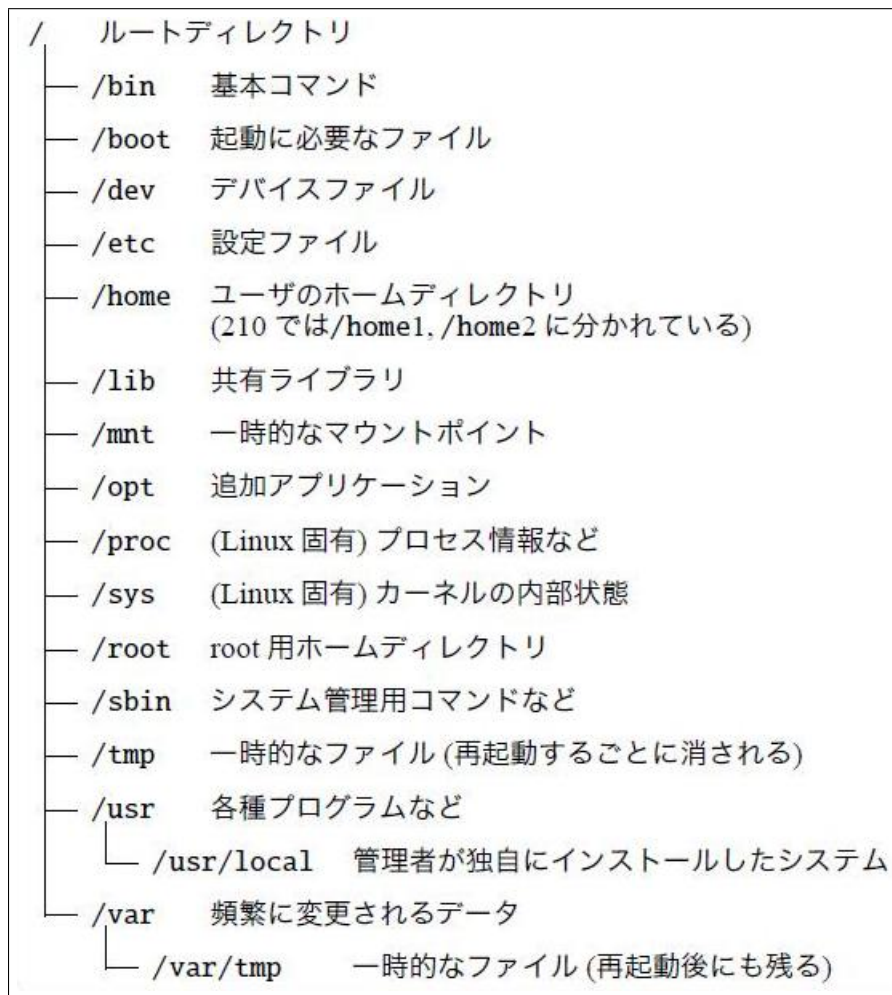 / ルートディレクトリ
/bin 基本コマンド
/boot 起動に必要なファイル
/dev デバイスファイル
/etc 設定ファイル
/home ユーザのホームディレクトリ
(210 では/home1, /home2 に分かれている)
/lib 共有ライブラリ
/mnt 一時的なマウントポイント
/opt 追加アプリケーション
/proc (Linux 固有) プロセス情報など
/sys (Linux 固有) カーネルの内部状態
/root root 用ホームディレクトリ
/sbin システム管理用コマンドなど
/tmp 一時的なファイル (再起動するごとに消される)
/usr 各種プログラムなど
/usr/local 管理者が独自にインストールしたシステム
/var 頻繁に変更されるデータ
/var/tmp 一時的なファイル (再起動後にも残る)